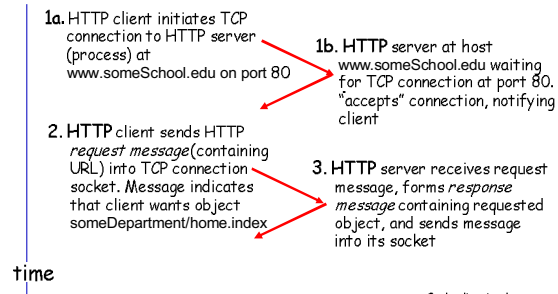 1a. HTTP client initiates TCP
connection to HTTP server
(process) at
www.someSchool.edu on port 80
1b. HTTP server at host
www.someSchool.edu waiting
for TCP connection at port 80.
"accepts" connection, notifying
client
2. HTTP client sends HTTP
request message (containing
URL) into TCP connection
socket. Message indicates
that client wants object
someDepartment/home.index
3. HTTP server receives request
message, forms response
message containing requested
object, and sends message
into its socket
time